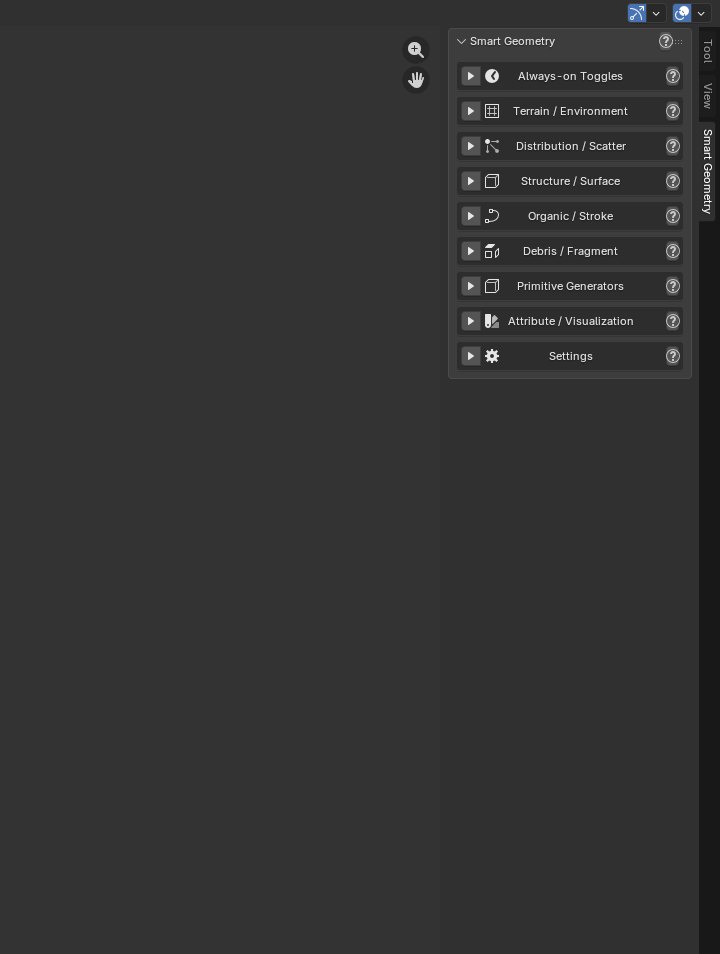 Smart Geometry
Always-on Toggles
Terrain / Environment
Distribution / Scatter
Structure / Surface
Organic / Stroke
Debris / Fragment
Primitive Generators
Attribute / Visualization
Settings
Tool
View
Smart Geometry